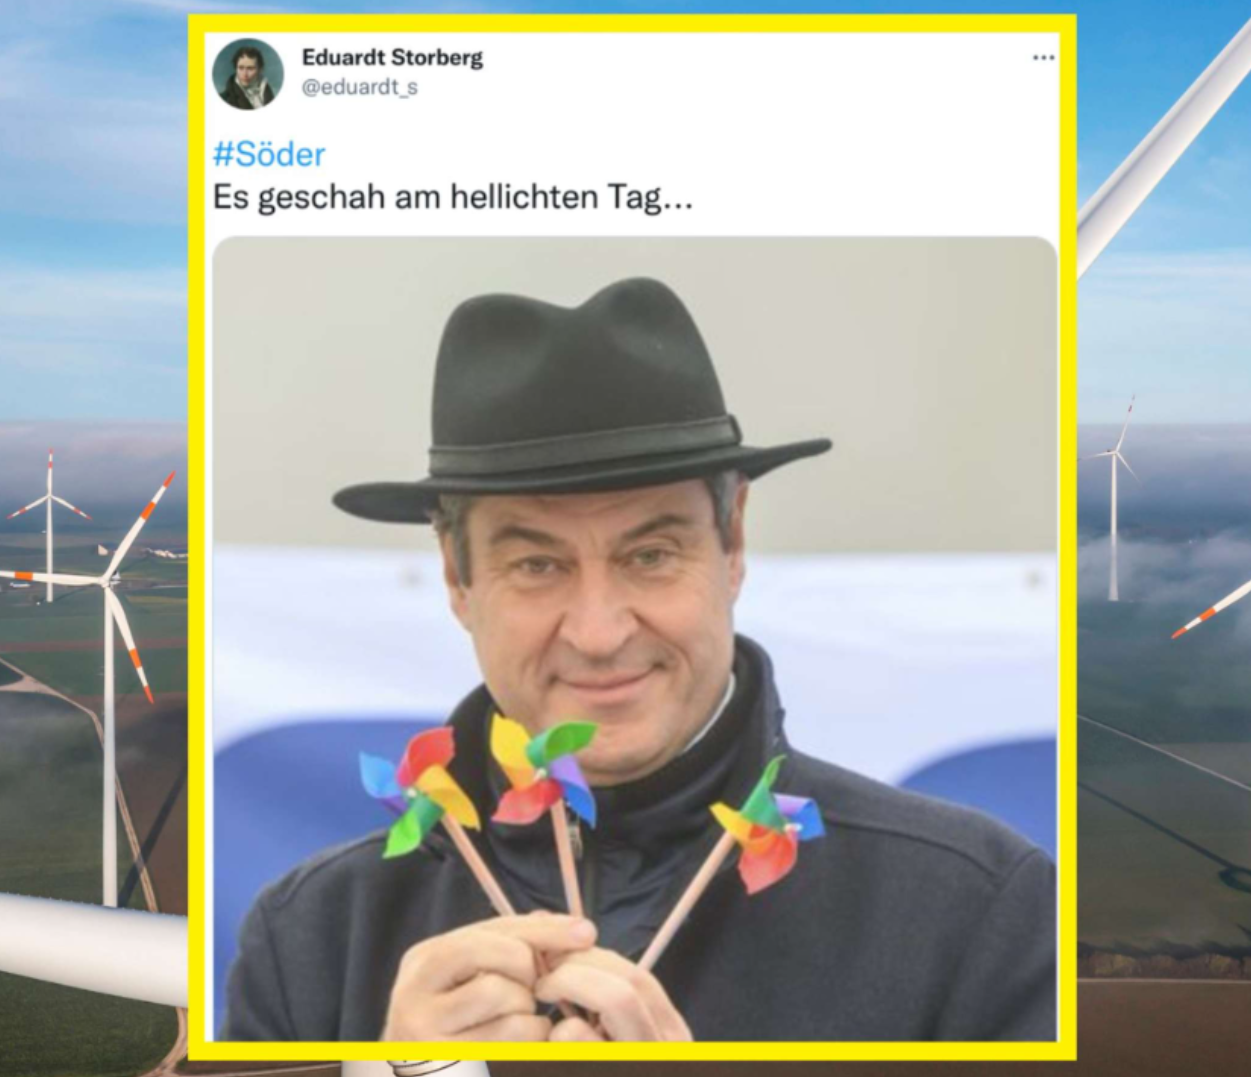 Eduardt Storberg
@eduardt_s
#Söder
Es geschah am hellichten Tag...